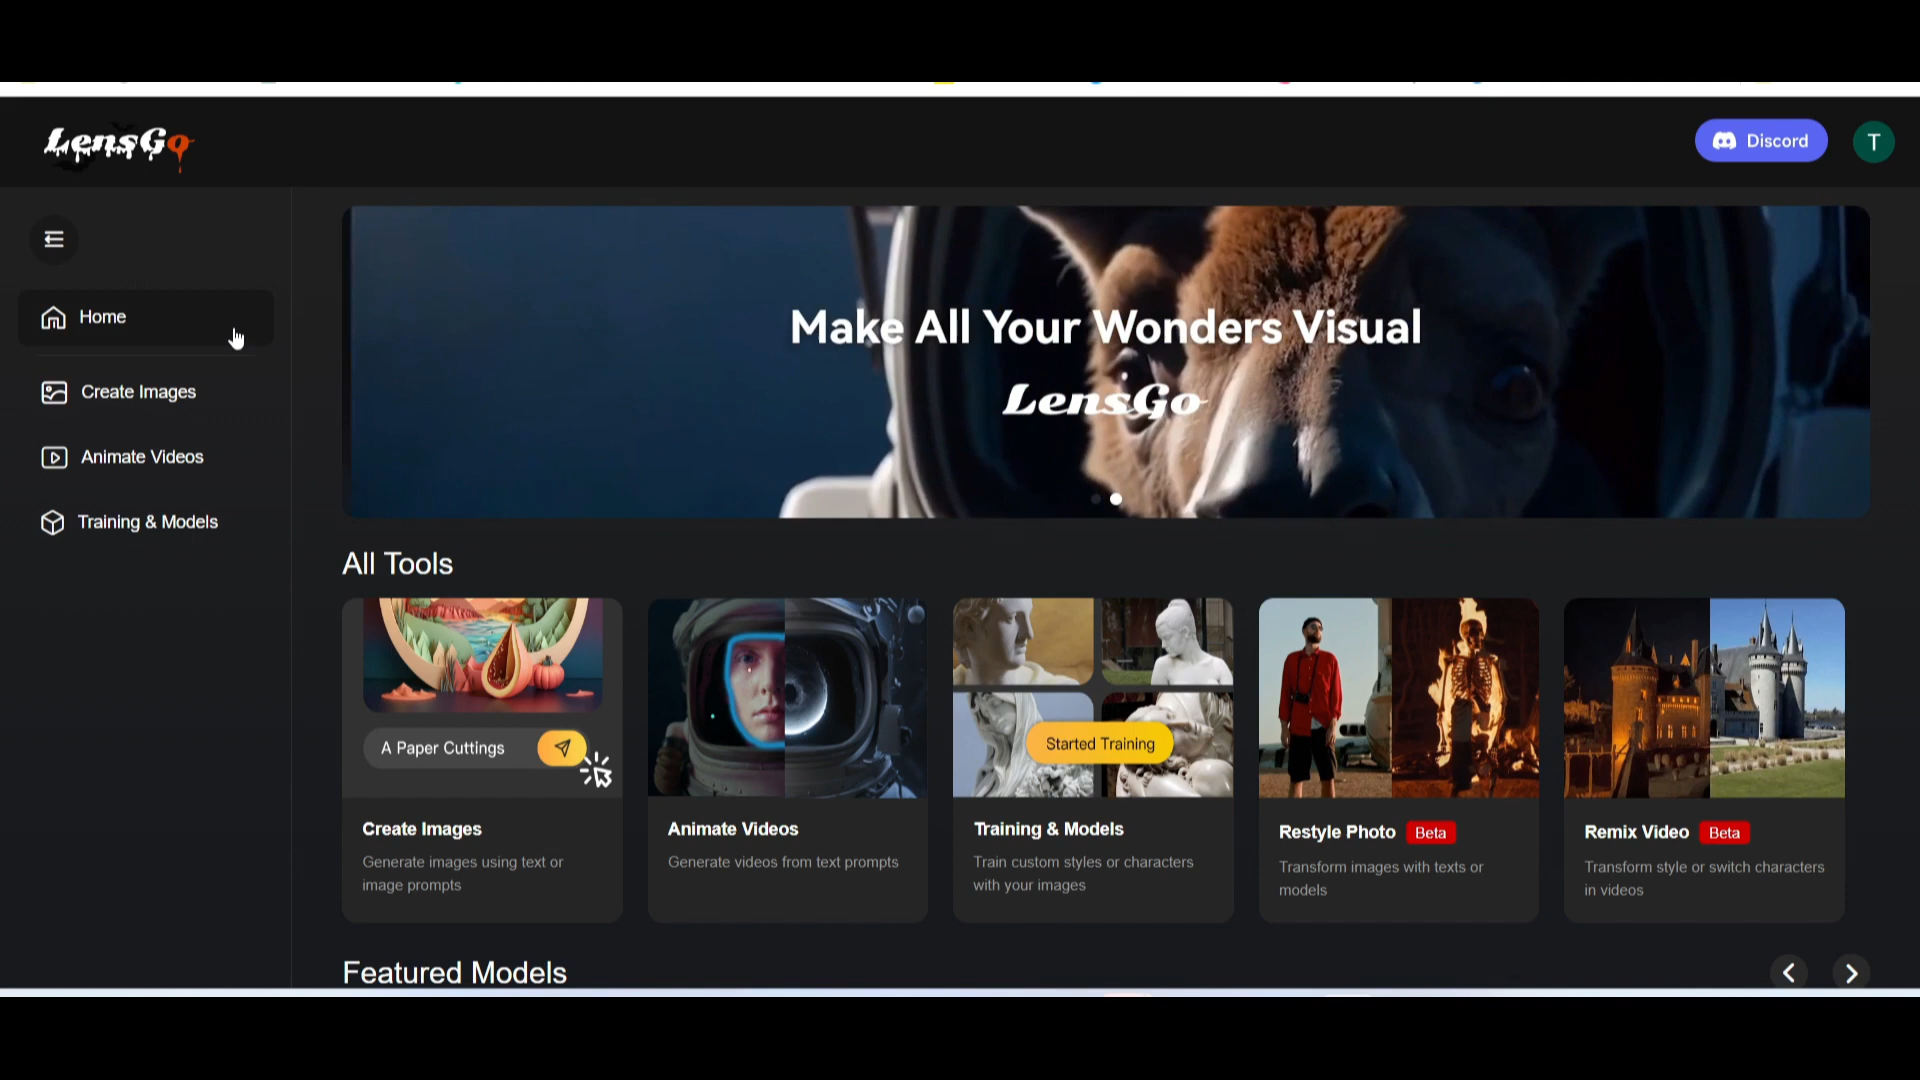 LensGo
Discord
T
Home
Create Images
Animate Videos
Training & Models
Make All Your Wonders Visual
LensGo
All Tools
A Paper Cuttings
Started Training
Create Images
Generate images using text or
image prompts
Animate Videos
Generate videos from text prompts
Training & Models
Train custom styles or characters
with your images
Restyle Photo Beta
Transform images with texts or
models
Remix Video Beta
Transform style or switch characters
in videos
Featured Models